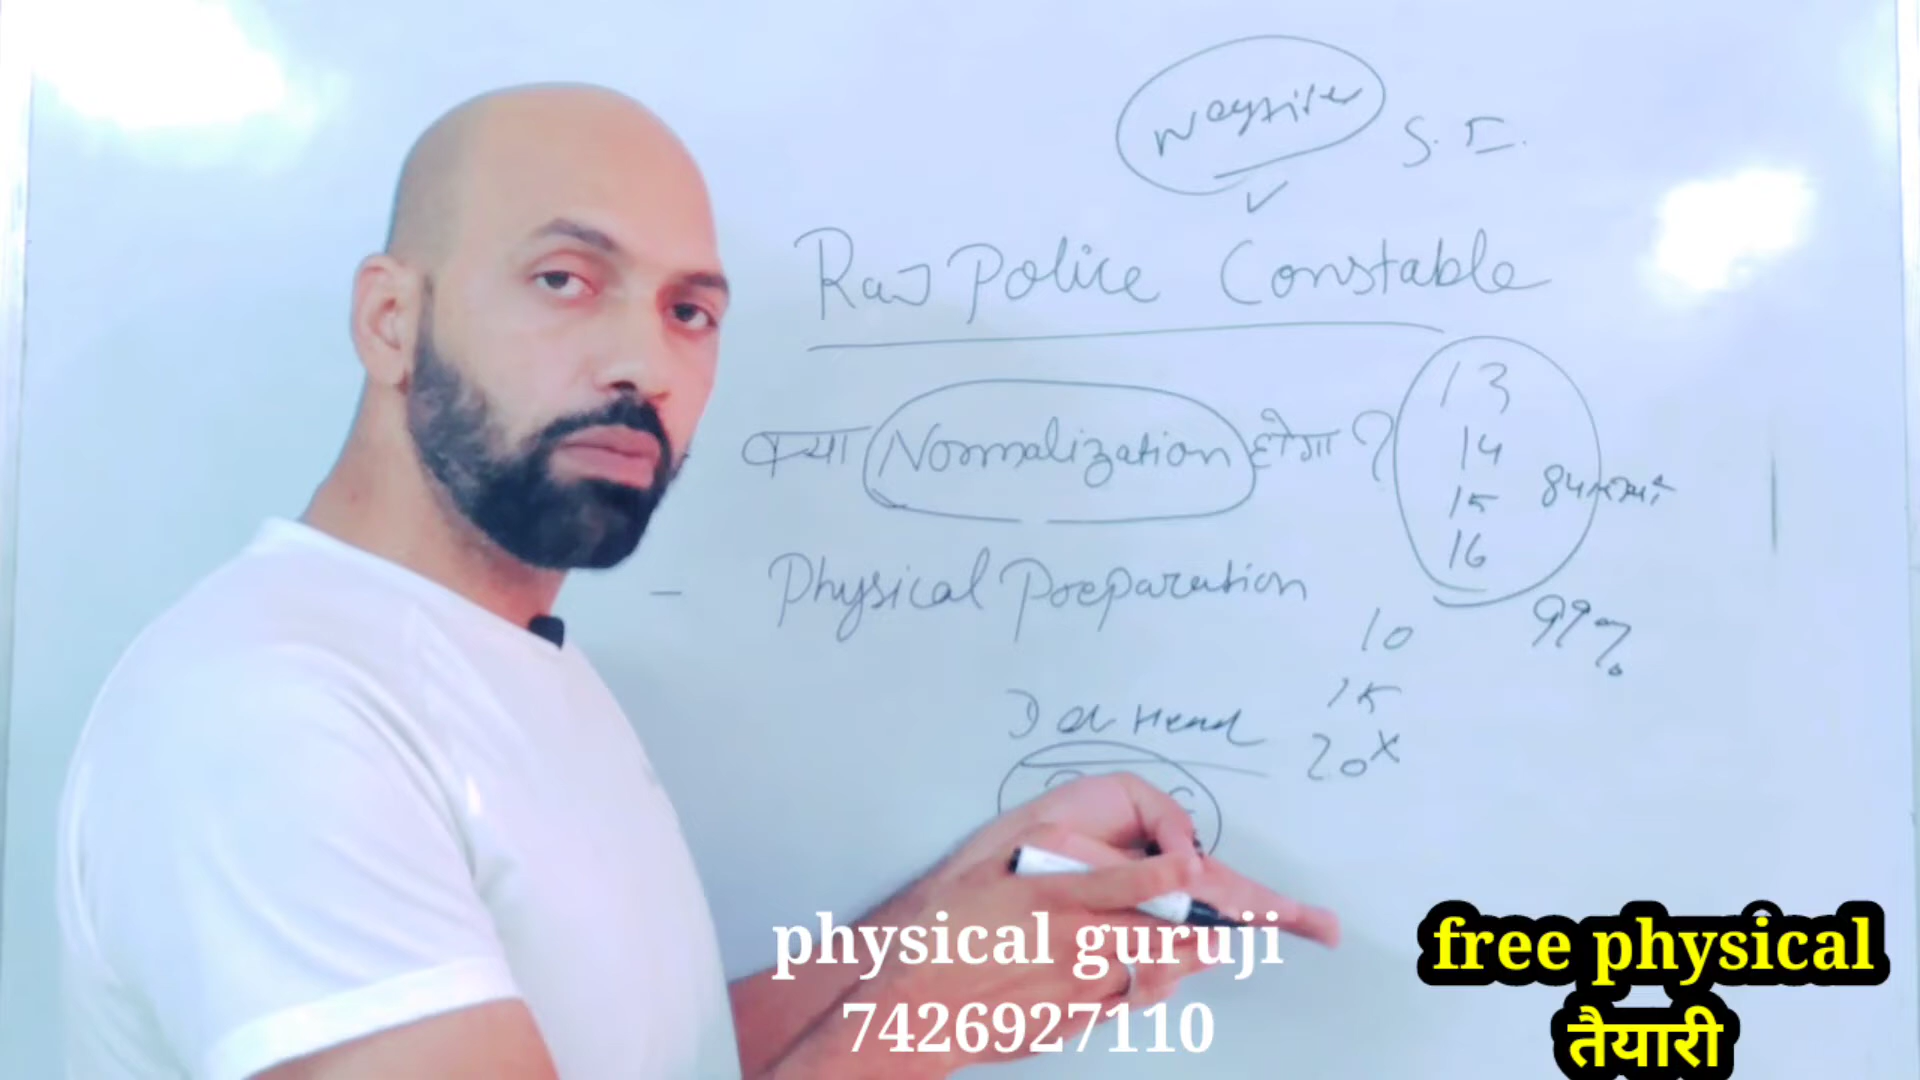 S. I.
Raj Police Constable
क्या Normalization होगा ?
13
14
15
16
99%
- Physical Preparation
10
15
20 x
physical guruji
7426927110
free physical
तैयारी